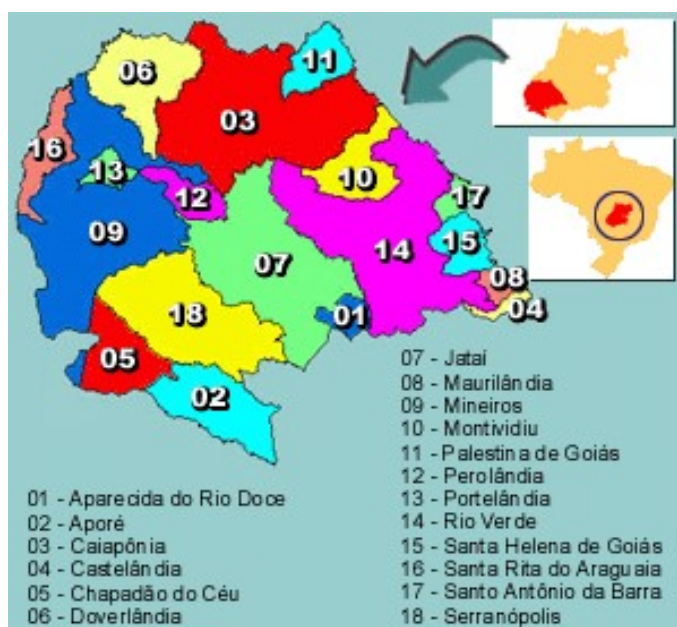 06
11
03
16
13
12
10
17
09
07
14
15
08
04
18
01
05
02
01 - Aparecida do Rio Doce
02 - Aporé
03 - Caiapônia
04 - Castelândia
05 - Chapadão do Céu
06 - Doverlândia
07 - Jataí
08 - Maurilândia
09 - Mineiros
10 - Montividiu
11 - Palestina de Goiás
12 - Perolândia
13 - Portelândia
14 - Rio Verde
15 - Santa Helena de Goiás
16 - Santa Rita do Araguaia
17 - Santo Antônio da Barra
18 - Serranópolis